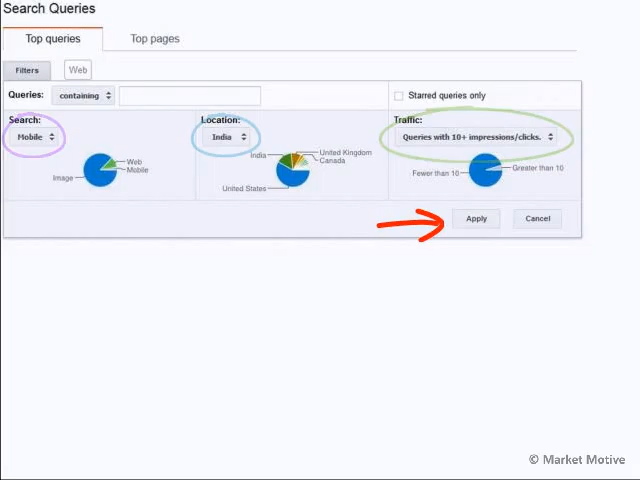 Search Queries
Top queries Top pages
Filters Web
Queries: containing Starred queries only
Search: Location: Traffic:
Mobile India Queries with 10+ impressions/clicks.
Web
Mobile
Image
India
United Kingdom
Canada
United States
Fewer than 10
Greater than 10
Apply Cancel
© Market Motive